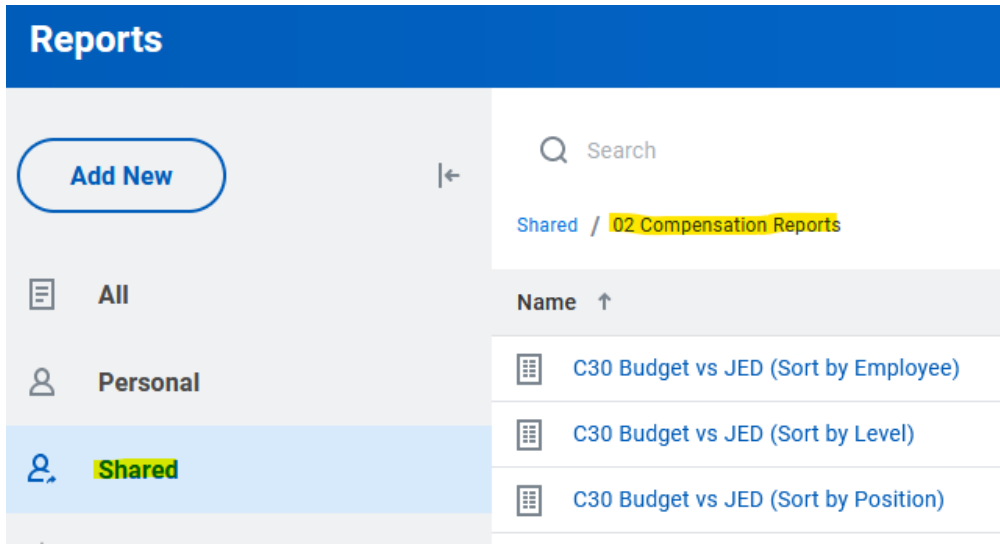 Reports
Add New
All
Personal
Shared
Search
Shared / 02 Compensation Reports
Name
C30 Budget vs JED (Sort by Employee)
C30 Budget vs JED (Sort by Level)
C30 Budget vs JED (Sort by Position)